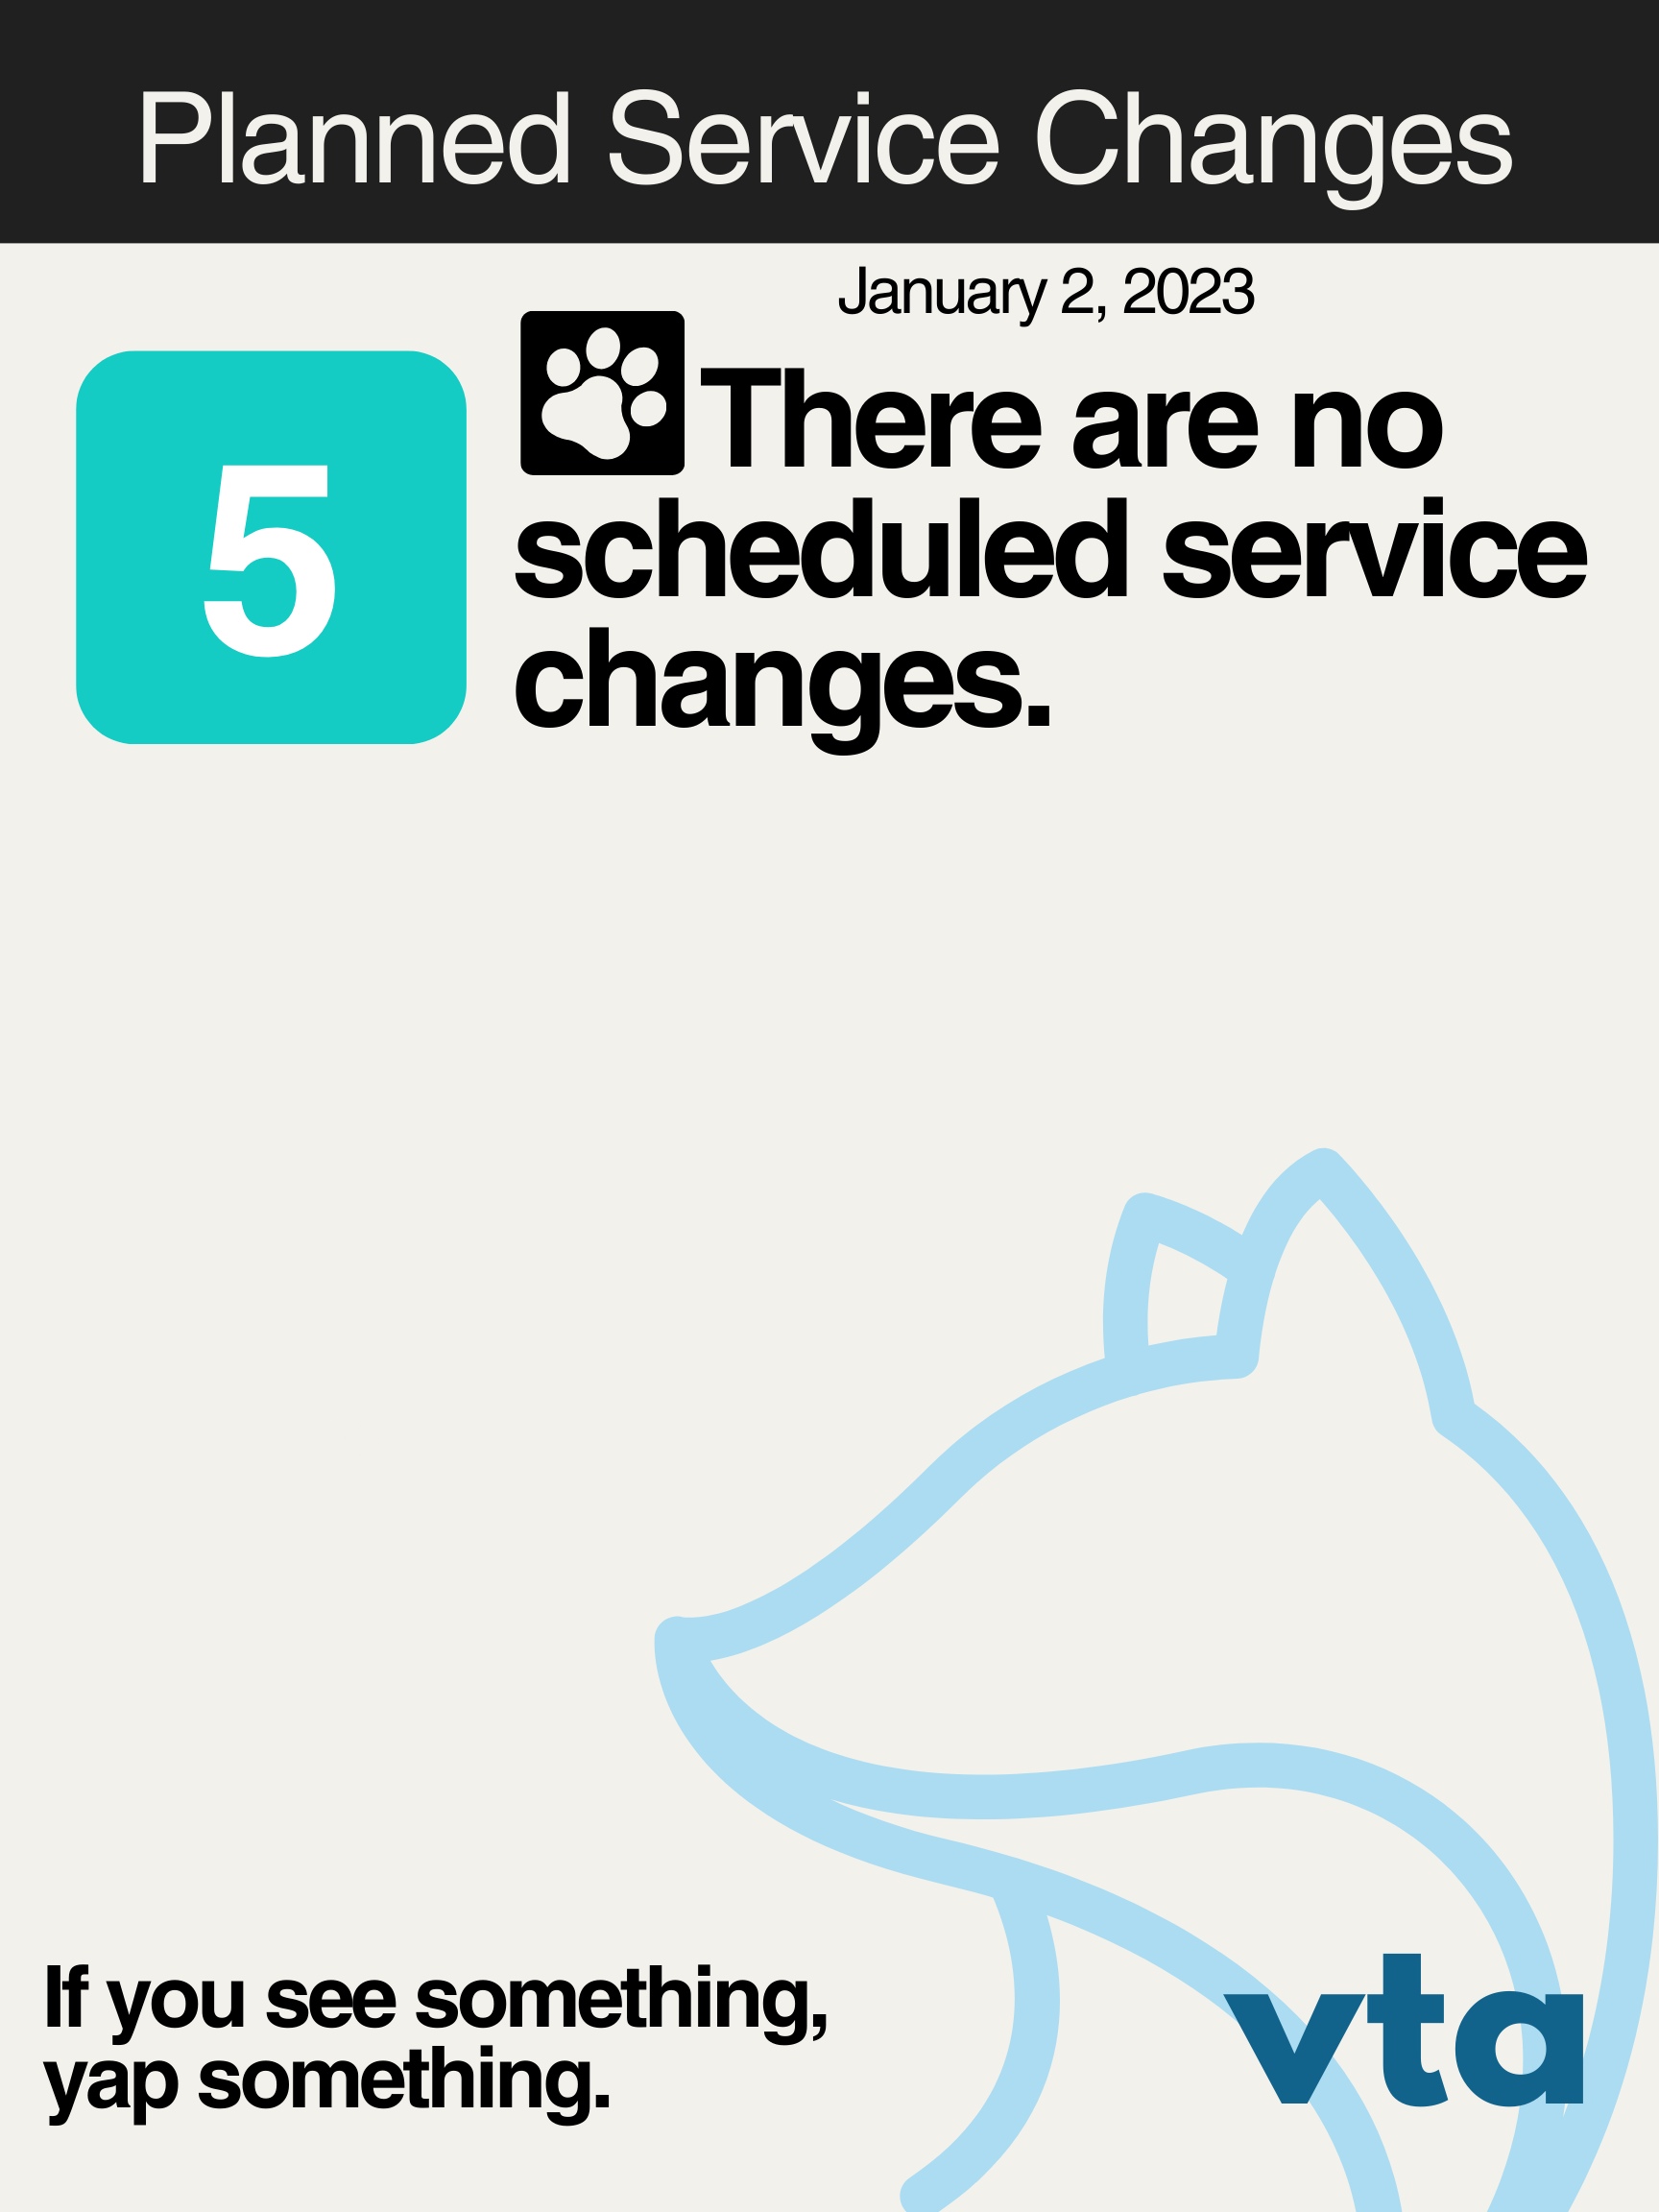 Planned Service Changes
January 2, 2023
5
There are no
scheduled service
changes.
If you see something,
yap something.
vta